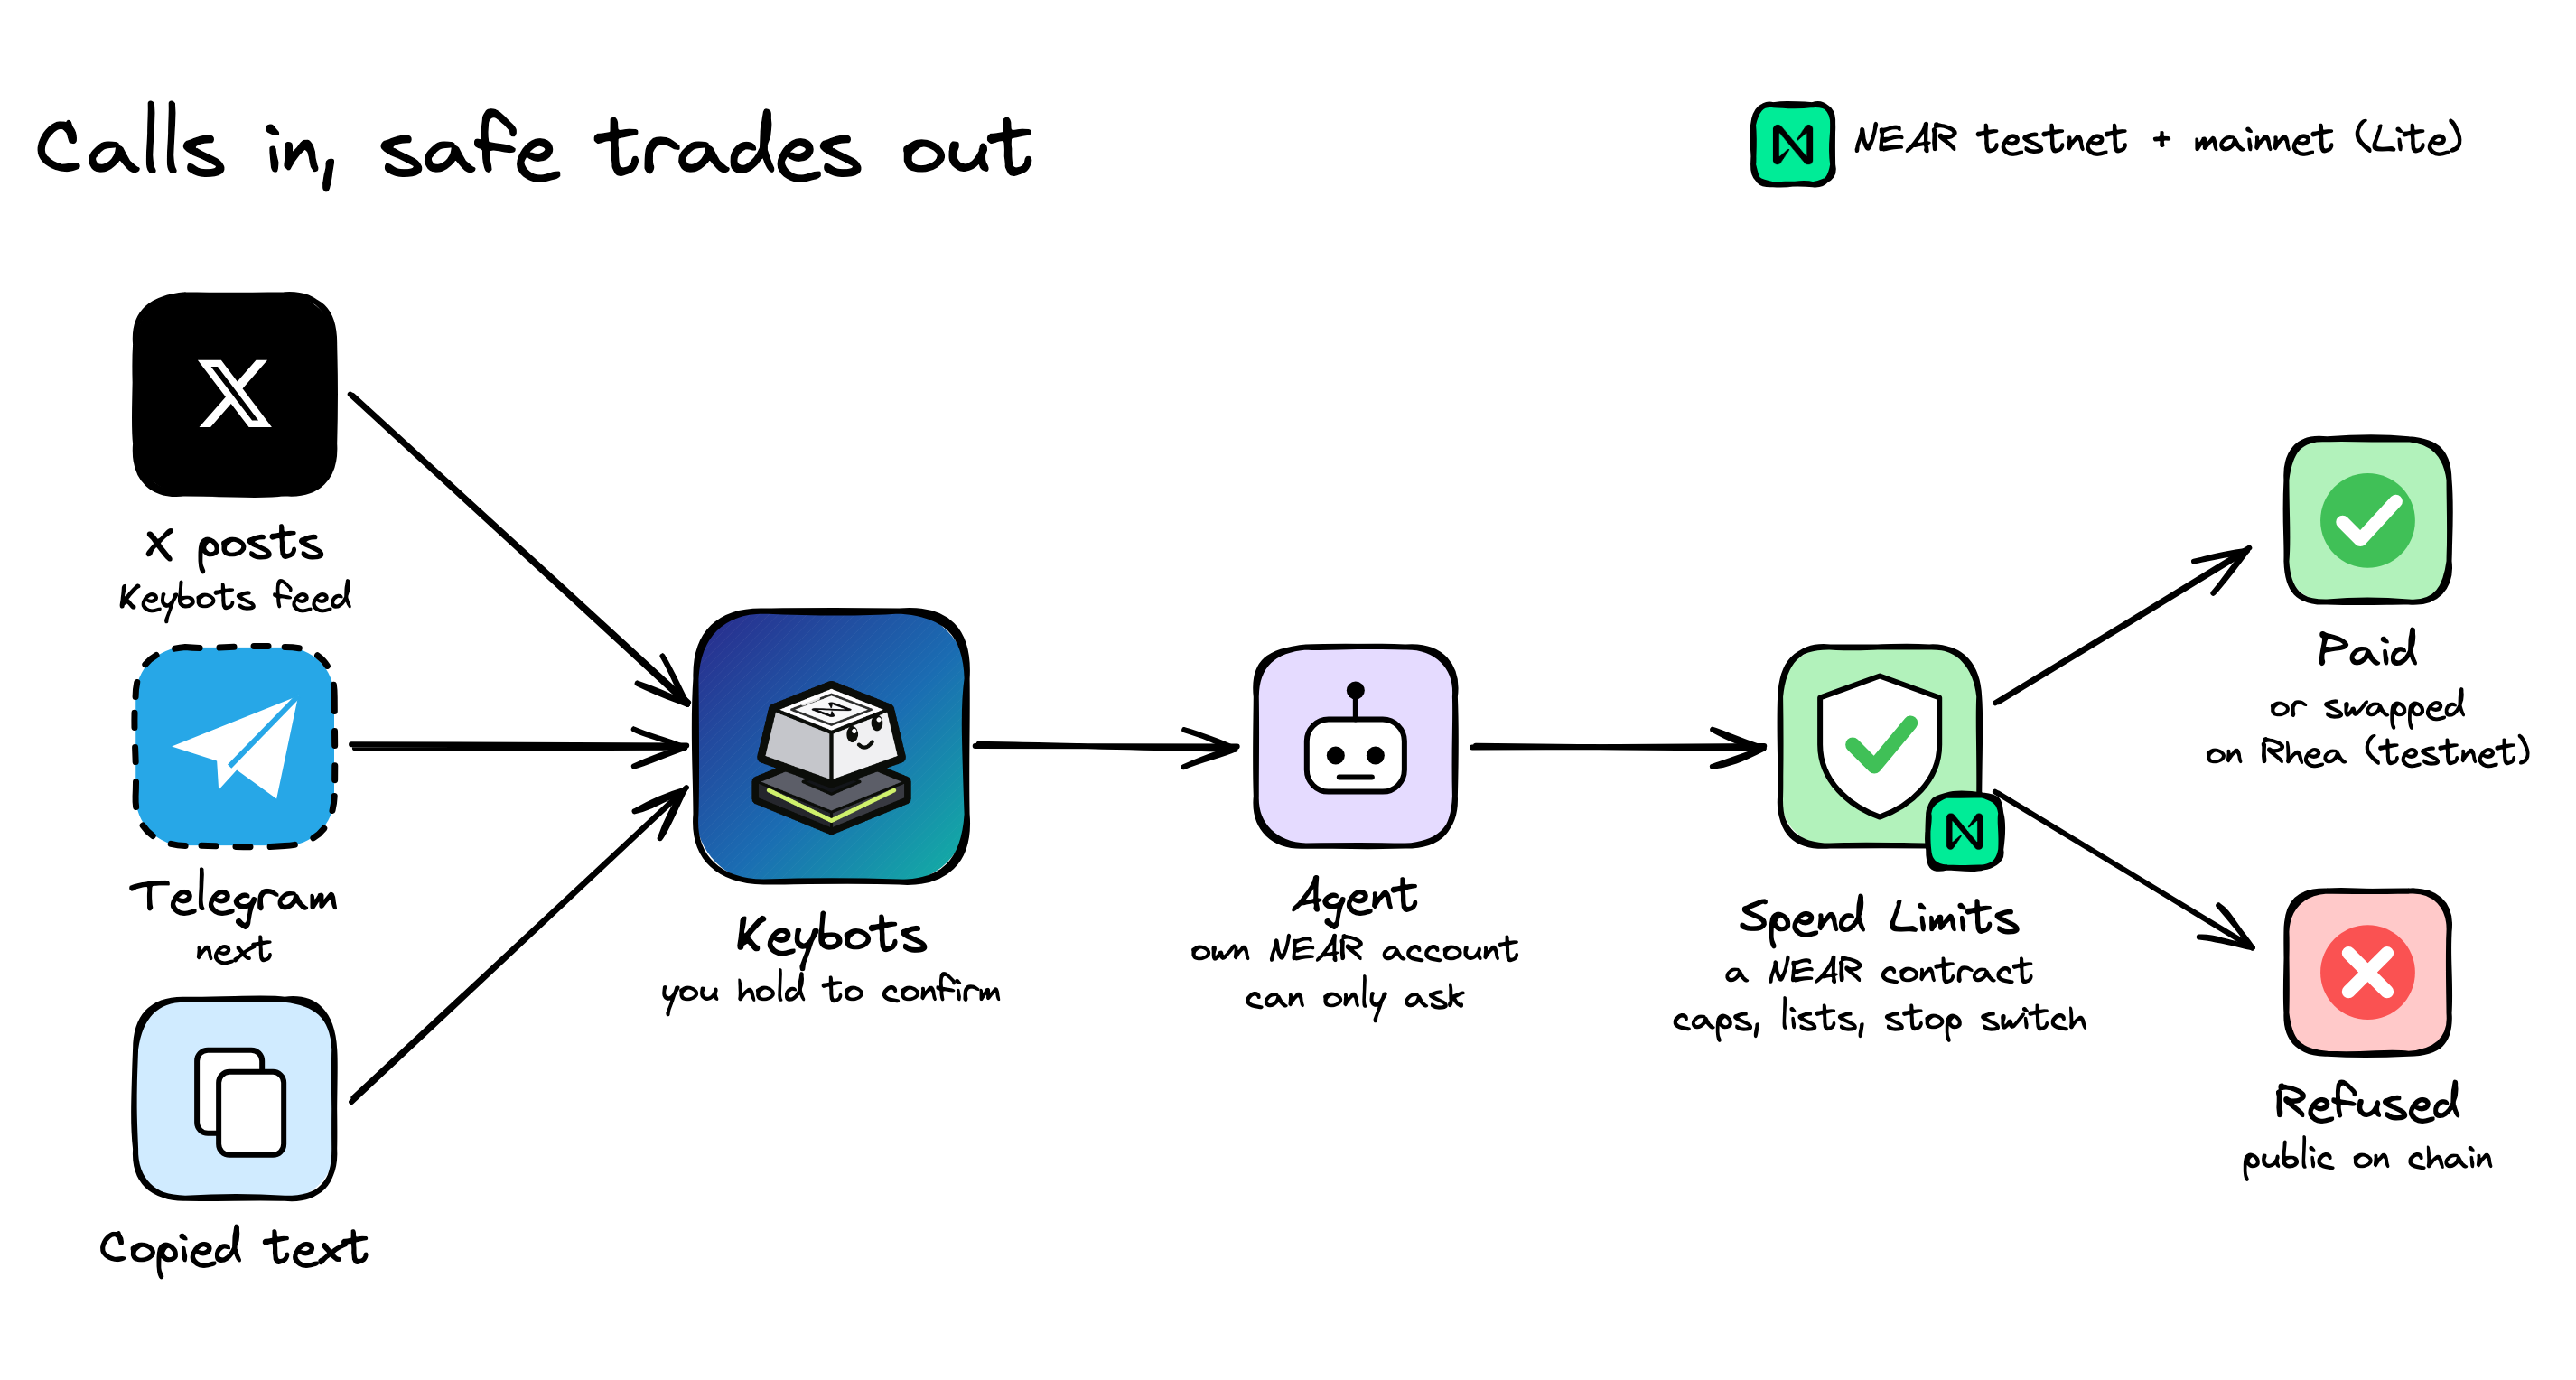 Calls in, safe trades out
NEAR testnet + mainnet (Lite)
X posts
Keybots feed
Telegram
next
Copied text
Keybots
you hold to confirm
Agent
own NEAR account
can only ask
Spend Limits
a NEAR contract
caps, lists, stop switch
Paid
or swapped
on Rhea (testnet)
Refused
public on chain